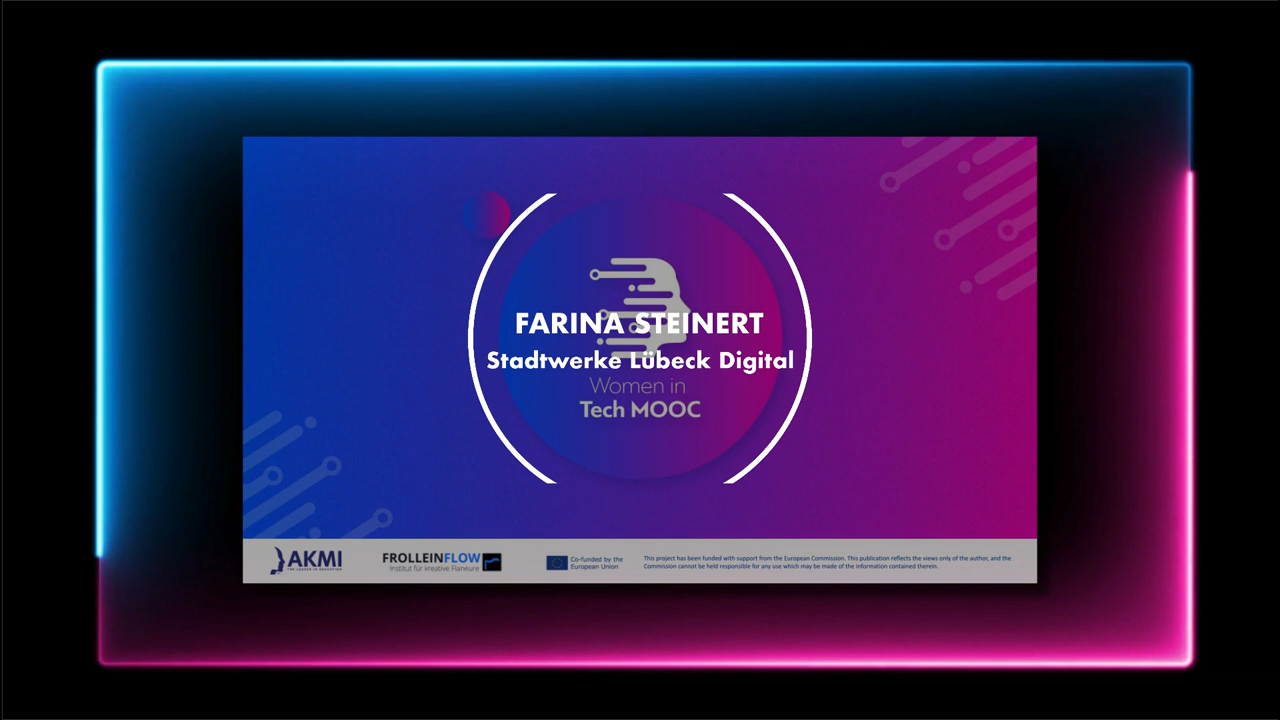 FARINA STEINERT
Stadtwerke Lübeck Digital
Women in
Tech MOOC
AKMI
FROLLEINFLOW
Institut für kreative Flaneure
Co-funded by the
European Union
This project has been funded with support from the European Commission. This publication reflects the views only of the author, and the
Commission cannot be held responsible for any use which may be made of the information contained therein.